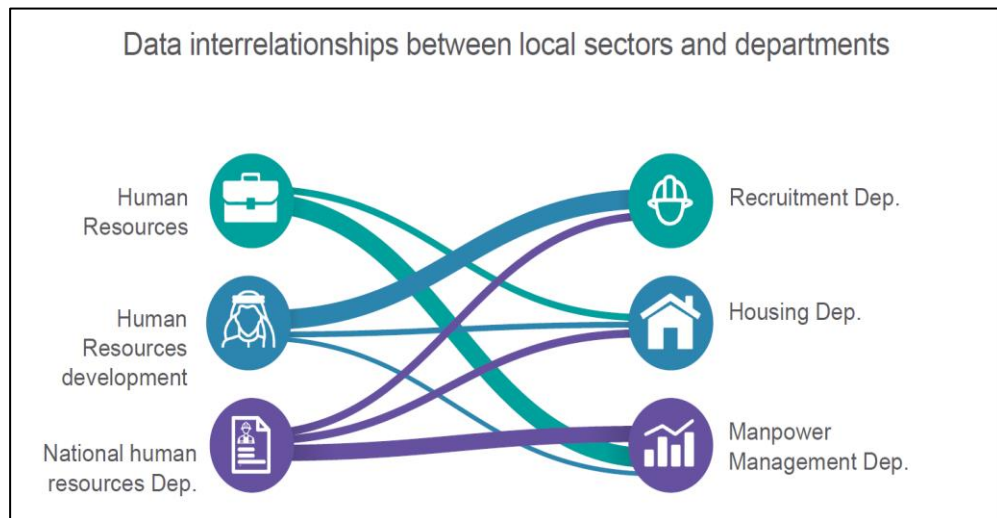 Data interrelationships between local sectors and departments
Human
Resources
Recruitment Dep.
Human
Resources
development
Housing Dep.
National human
resources Dep.
Manpower
Management Dep.